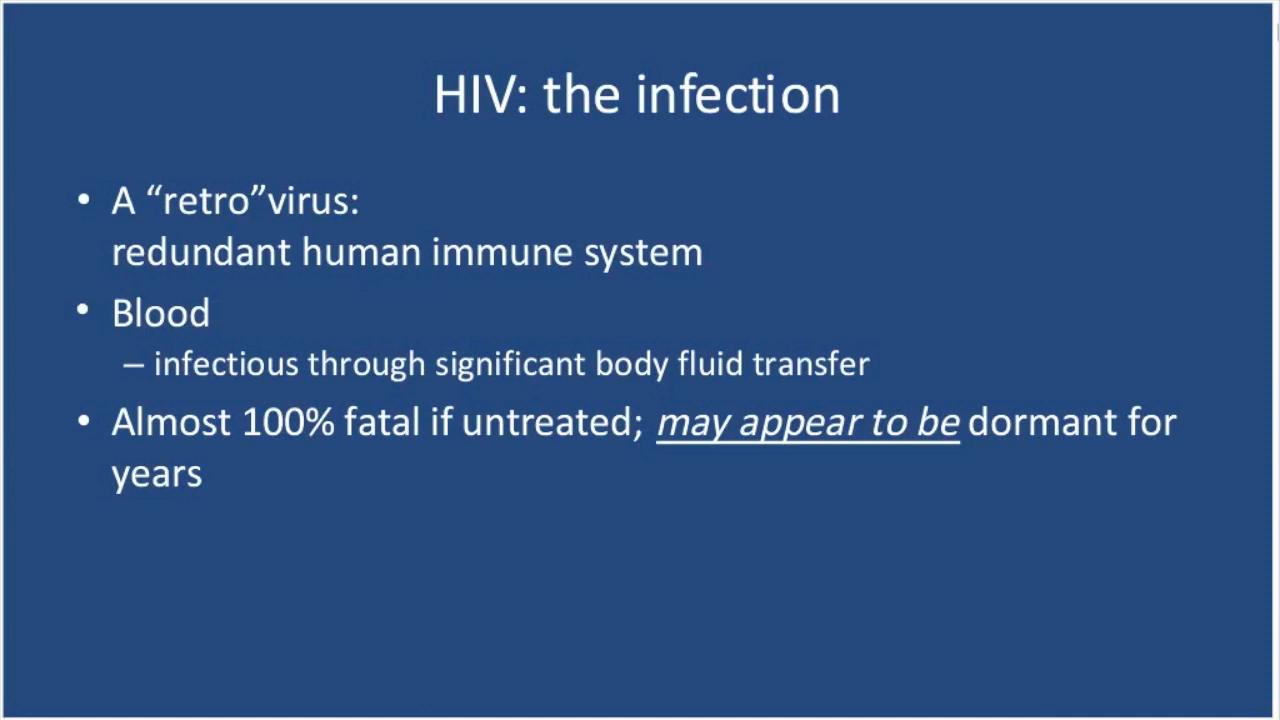 HIV: the infection
• A “retro”virus:
redundant human immune system
• Blood
– infectious through significant body fluid transfer
• Almost 100% fatal if untreated; may appear to be dormant for
years